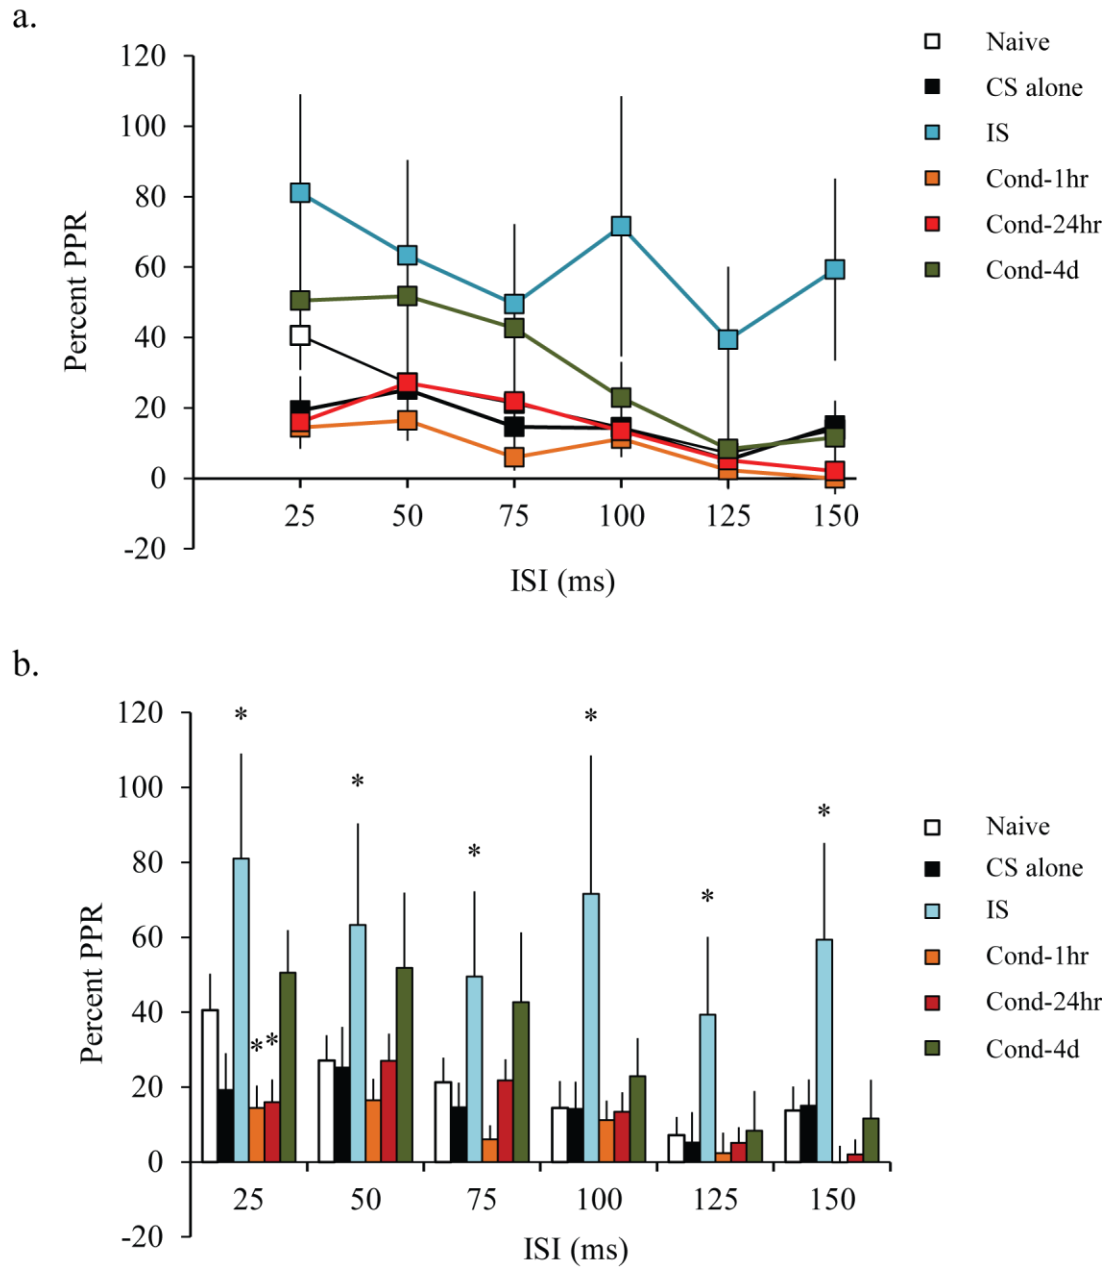 a.
120
100
80
60
40
20
0
-20
Percent PPR
25 50 75 100 125 150
ISI (ms)
Naive
CS alone
IS
Cond-1hr
Cond-24hr
Cond-4d
b.
120
100
80
60
40
20
0
-20
Percent PPR
* * * * * * * *
25 50 75 100 125 150
ISI (ms)
Naive
CS alone
IS
Cond-1hr
Cond-24hr
Cond-4d